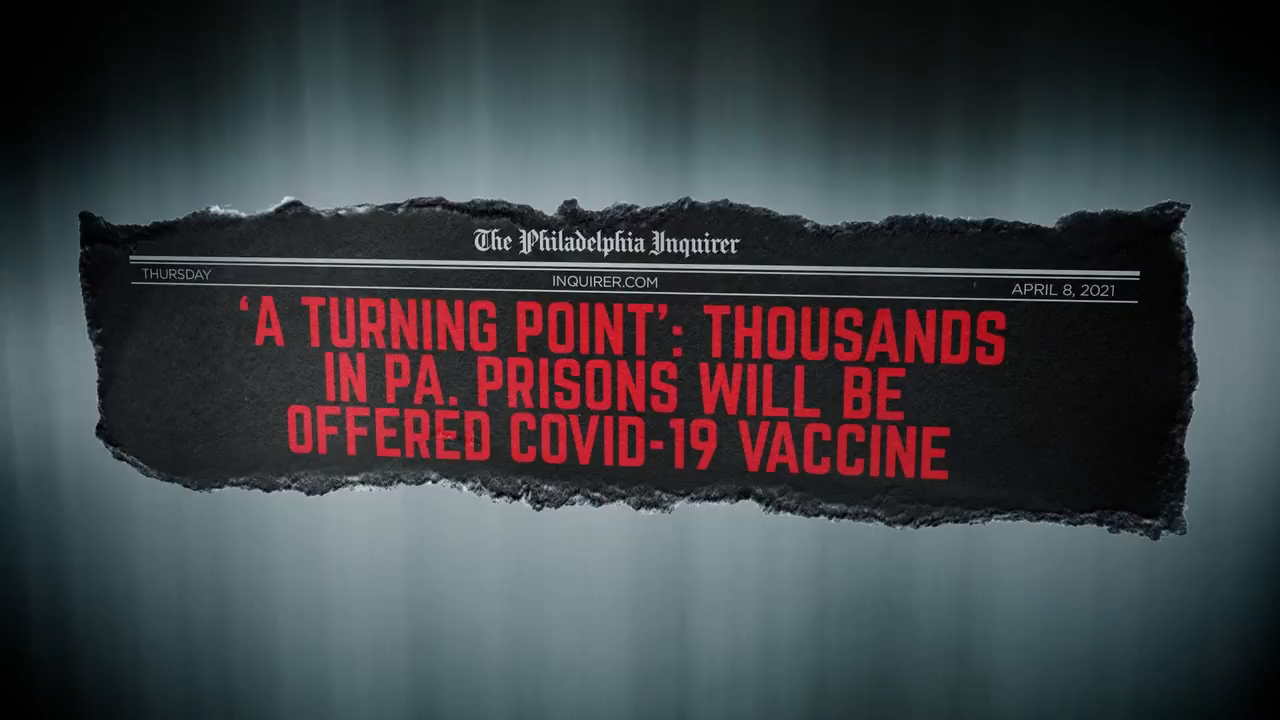 The Philadelphia Inquirer
THURSDAY INQUIRER.COM APRIL 8, 2021
‘A TURNING POINT’: THOUSANDS
IN PA. PRISONS WILL BE
OFFERED COVID-19 VACCINE